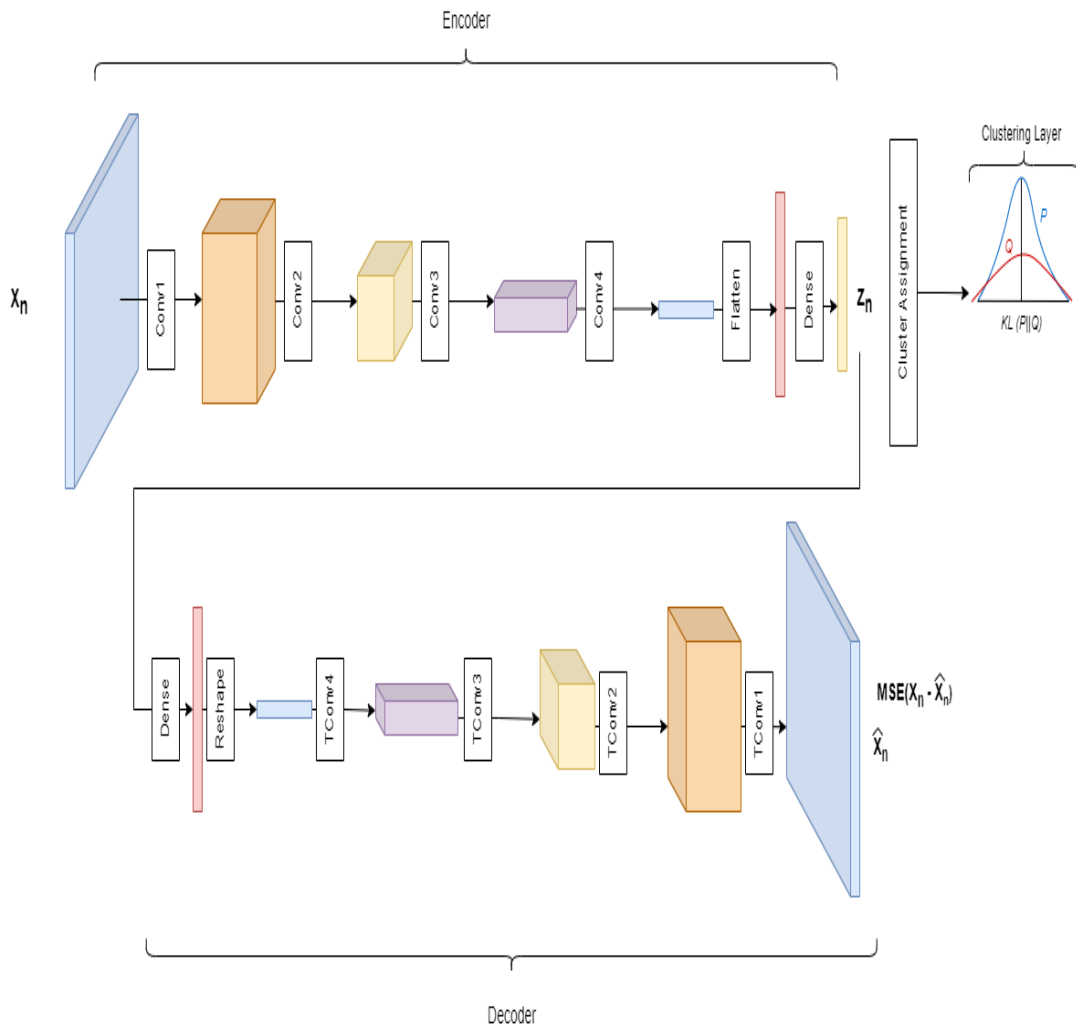 Encoder
Clustering Layer
X_n
Conv1
Conv2
Conv3
Conv4
Flatten
Dense
Z_n
Cluster Assignment
P
Q
KL (P||Q)
Dense
Reshape
TConv4
TConv3
TConv2
TConv1
MSE(X_n - X̂_n)
X̂_n
Decoder